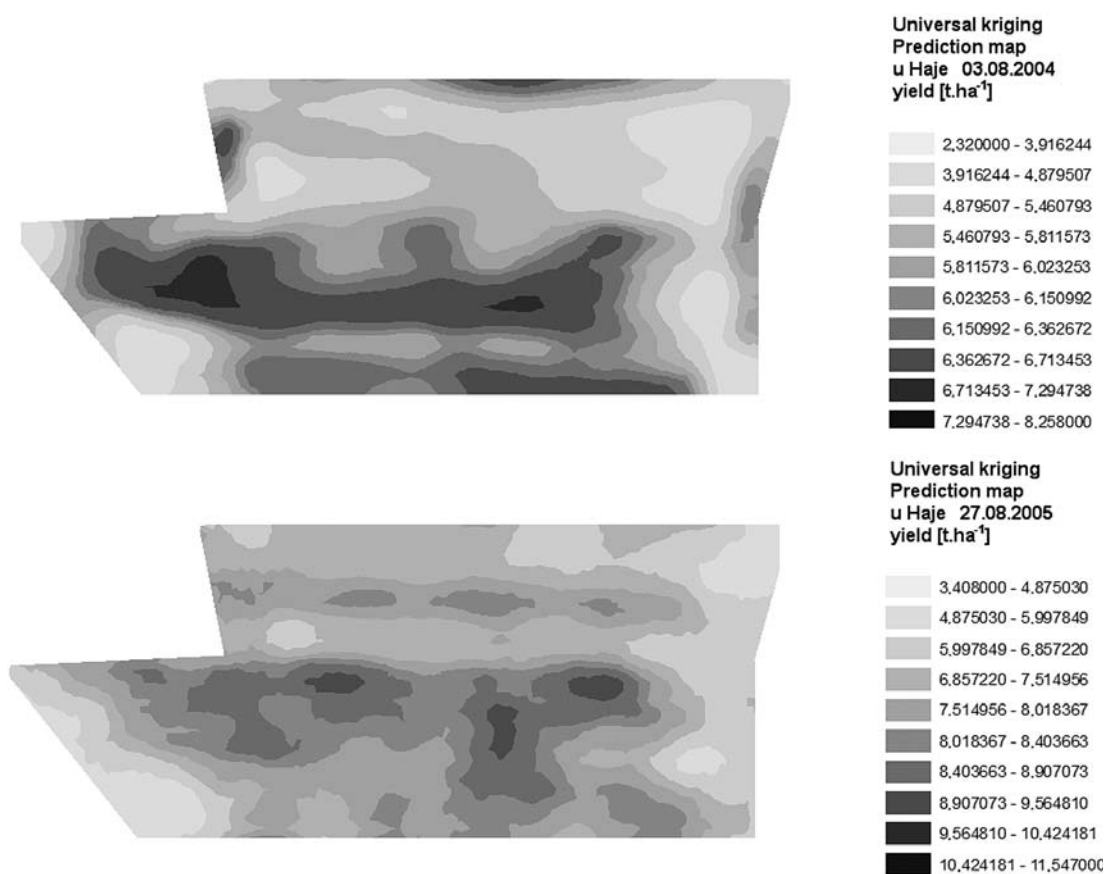 Universal kriging
Prediction map
u Haje 03.08.2004
yield [t.ha⁻¹]
2,320000 - 3,916244
3,916244 - 4,879507
4,879507 - 5,460793
5,460793 - 5,811573
5,811573 - 6,023253
6,023253 - 6,150992
6,150992 - 6,362672
6,362672 - 6,713453
6,713453 - 7,294738
7,294738 - 8,258000
Universal kriging
Prediction map
u Haje 27.08.2005
yield [t.ha⁻¹]
3,408000 - 4,875030
4,875030 - 5,997849
5,997849 - 6,857220
6,857220 - 7,514956
7,514956 - 8,018367
8,018367 - 8,403663
8,403663 - 8,907073
8,907073 - 9,564810
9,564810 - 10,424181
10,424181 - 11,547000